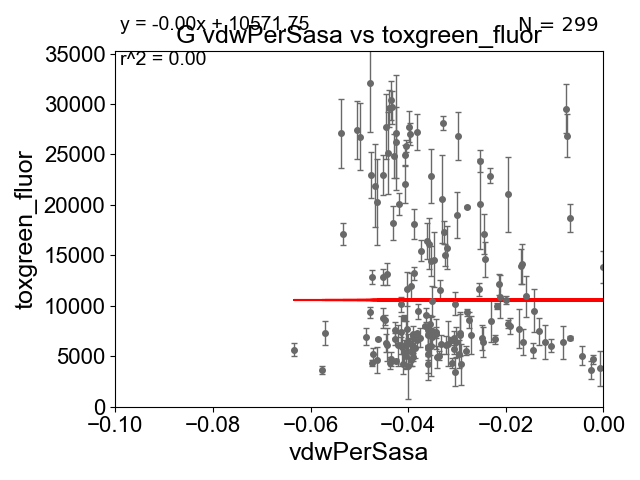 y = -0.00x + 10571.75
N = 299
G vdwPerSasa vs toxgreen_fluor
r^2 = 0.00
35000
30000
25000
20000
15000
10000
5000
0
toxgreen_fluor
−0.10 −0.08 −0.06 −0.04 −0.02 0.00
vdwPerSasa